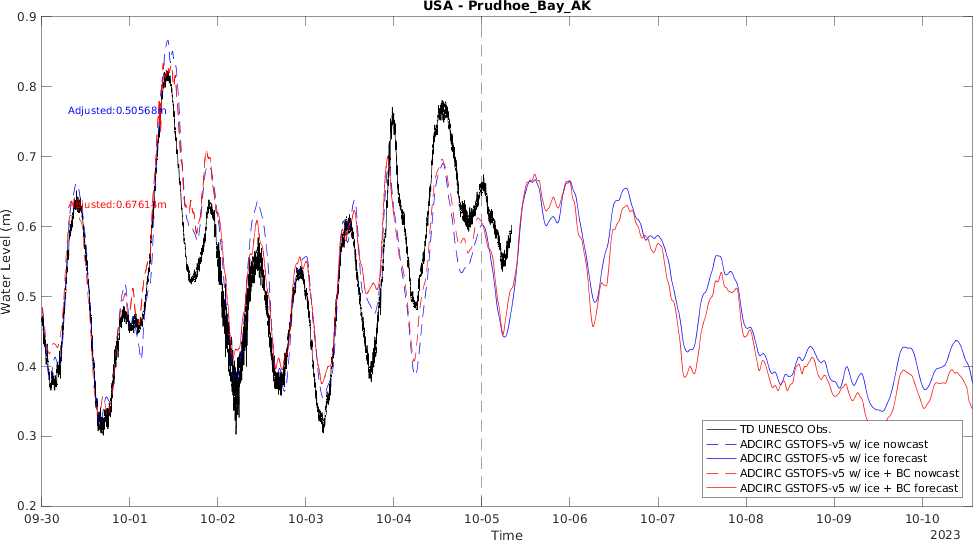 USA - Prudhoe_Bay_AK
Water Level (m)
0.9
0.8
0.7
0.6
0.5
0.4
0.3
0.2
Adjusted:0.50568m
Adjusted:0.67614m
TD UNESCO Obs.
ADCIRC GSTOFS-v5 w/ ice nowcast
ADCIRC GSTOFS-v5 w/ ice forecast
ADCIRC GSTOFS-v5 w/ ice + BC nowcast
ADCIRC GSTOFS-v5 w/ ice + BC forecast
09-30 10-01 10-02 10-03 10-04 10-05 10-06 10-07 10-08 10-09 10-10
Time
2023